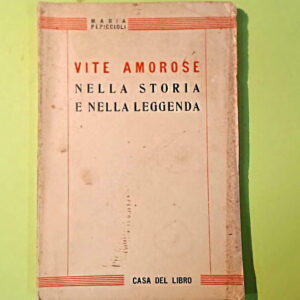 MARIA
PEPICCIOLI
VITE AMOROSE
NELLA STORIA
E NELLA LEGGENDA
CASA DEL LIBRO